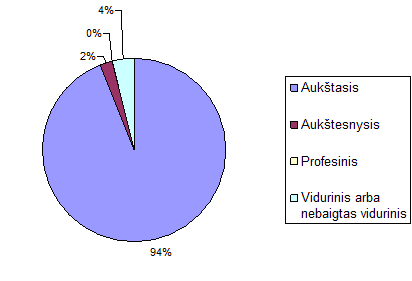 4%
0%
2%
94%
Aukštasis
Aukštesnysis
Profesinis
Vidurinis arba
nebaigtas vidurinis